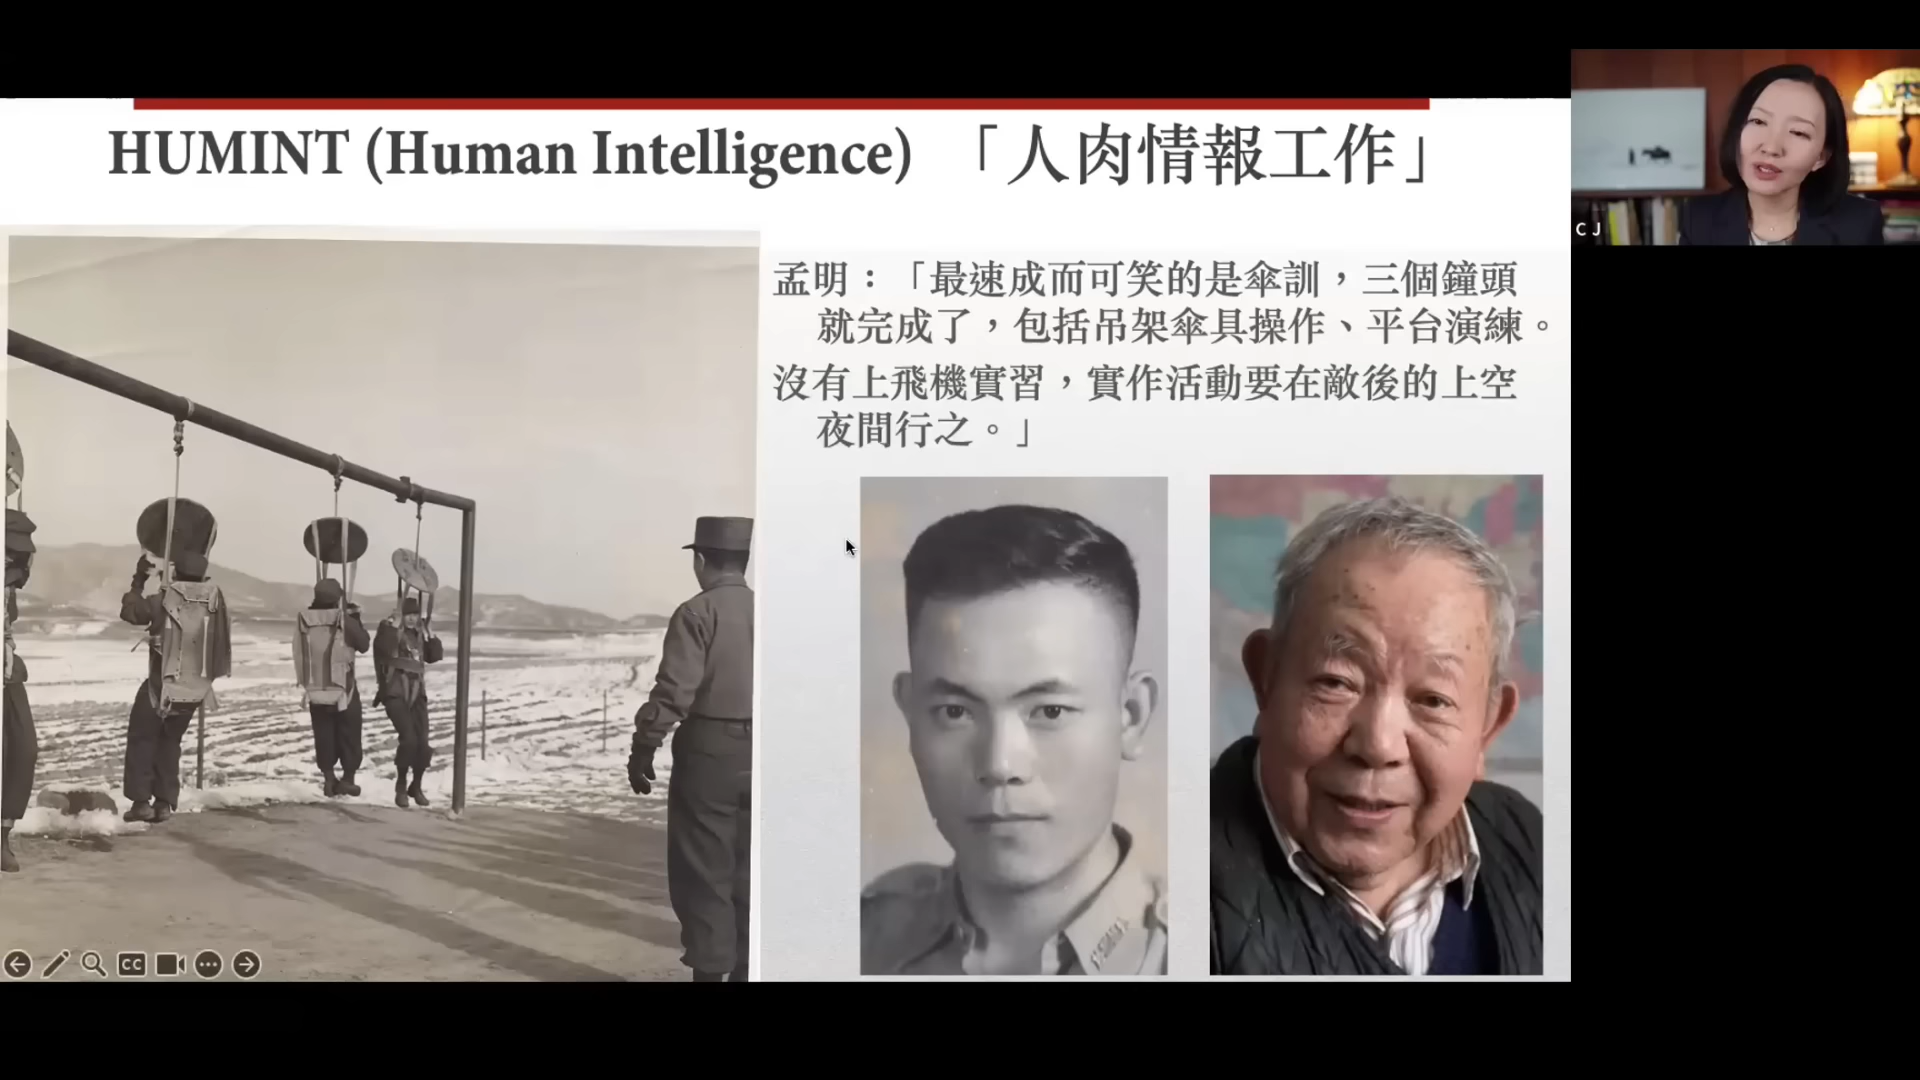 HUMINT (Human Intelligence) 「人肉情報工作」
孟明：「最速成而可笑的是傘訓，三個鐘頭
就完成了，包括吊架傘具操作、平台演練。
沒有上飛機實習，實作活動要在敵後的上空
夜間行之。」
C J
CC